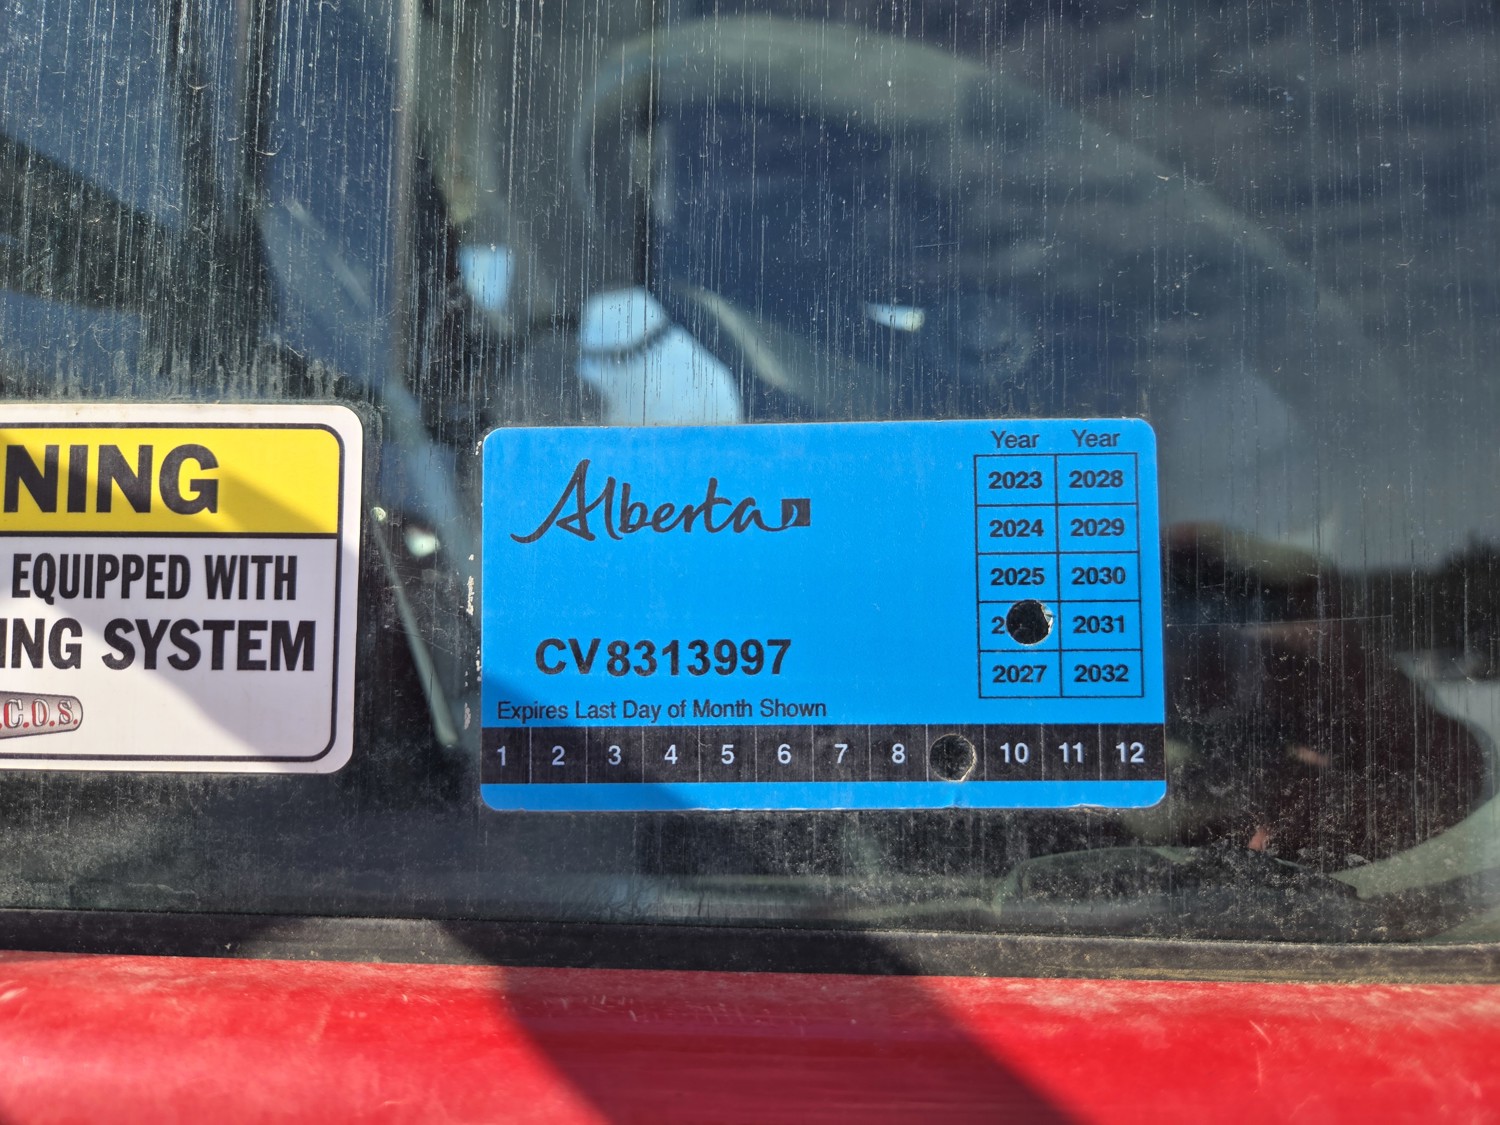 NING
EQUIPPED WITH
ING SYSTEM
.C.D.S.
Alberta
CV8313997
Expires Last Day of Month Shown
Year Year
2023 2028
2024 2029
2025 2030
2 2031
2027 2032
1 2 3 4 5 6 7 8 10 11 12